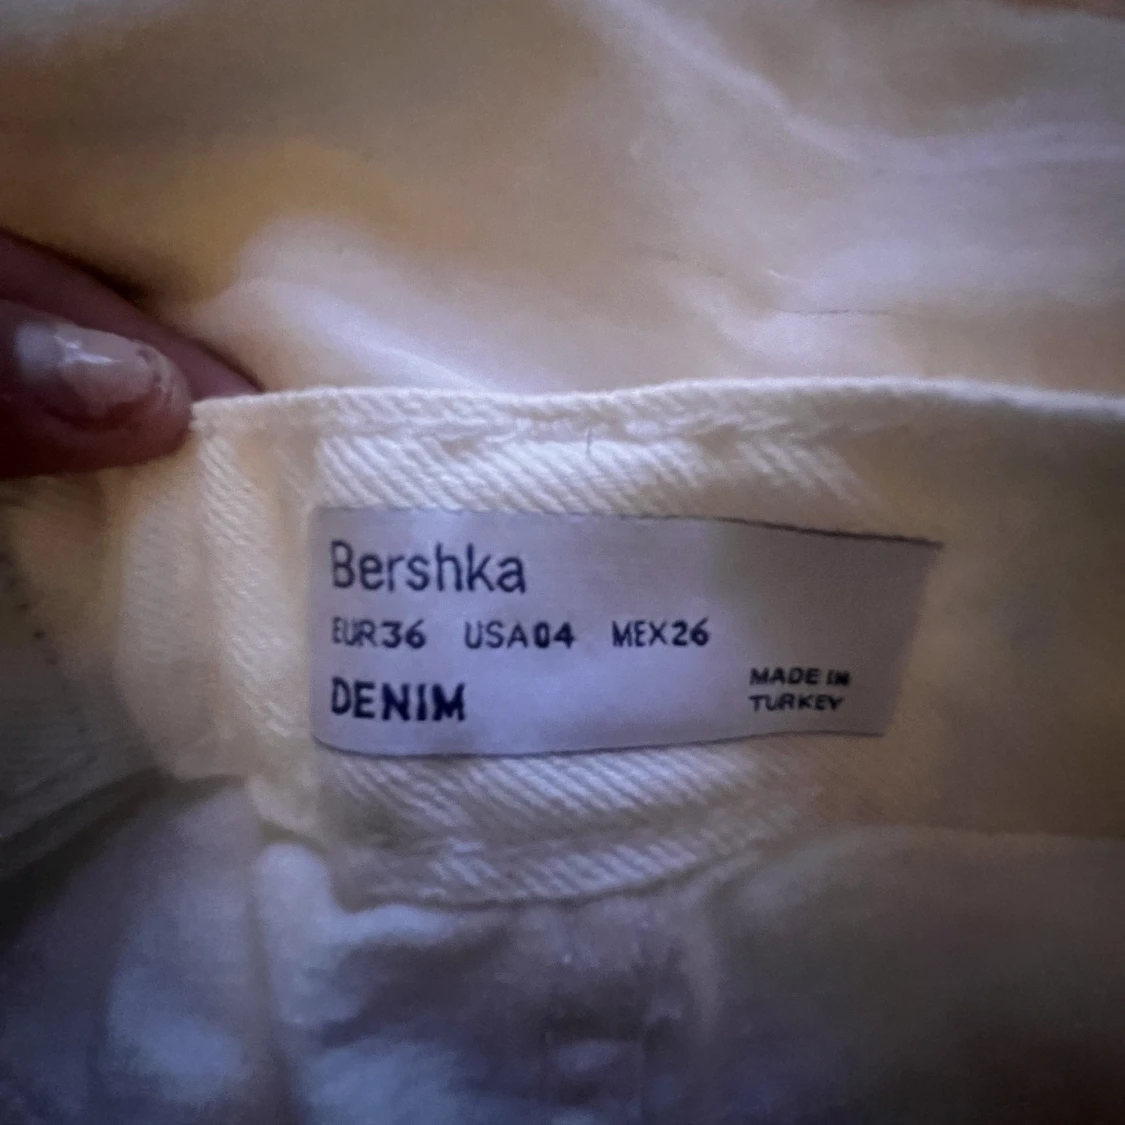 Bershka
EUR36 USA04 MEX26
DENIM
MADE IN
TURKEY